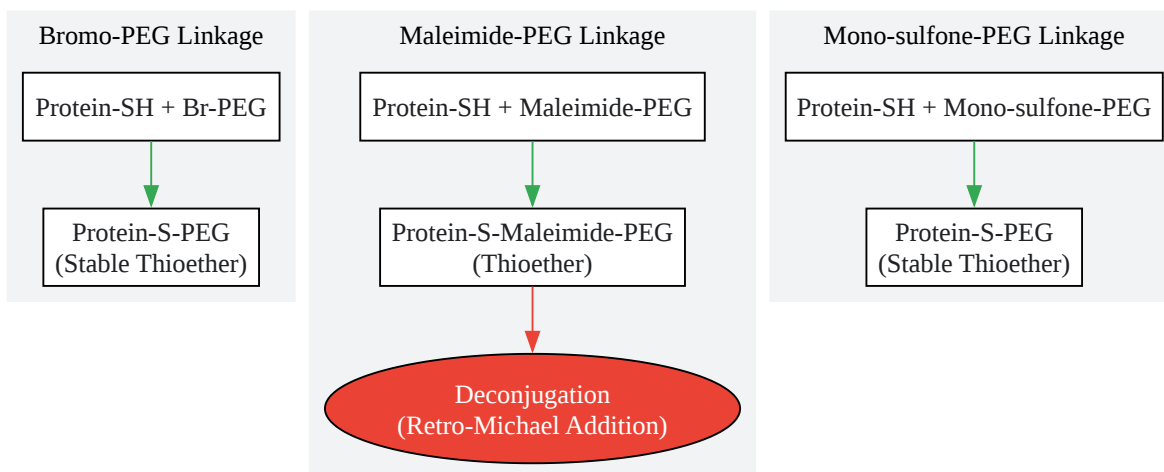 Bromo-PEG Linkage
Protein-SH + Br-PEG
Protein-S-PEG
(Stable Thioether)
Maleimide-PEG Linkage
Protein-SH + Maleimide-PEG
Protein-S-Maleimide-PEG
(Thioether)
Deconjugation
(Retro-Michael Addition)
Mono-sulfone-PEG Linkage
Protein-SH + Mono-sulfone-PEG
Protein-S-PEG
(Stable Thioether)